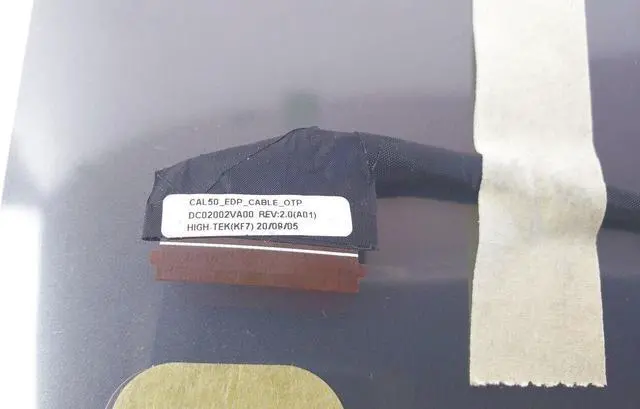 CAL50_EDP_CABLE_OTP
DC02002VA00 REV:2.0(A01)
HIGH-TEK(KF7) 20/09/05